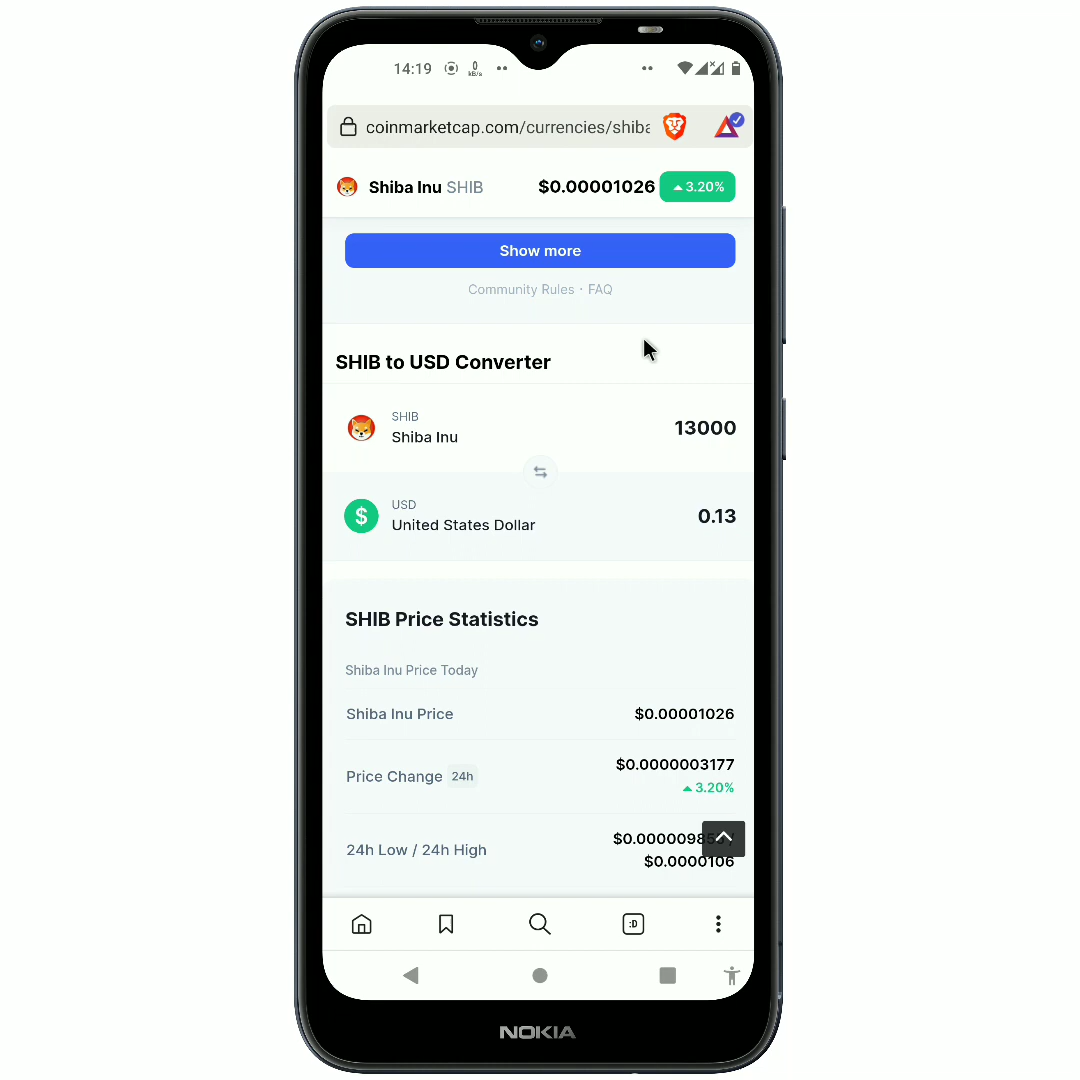 14:19
0
kB/s
coinmarketcap.com/currencies/shiba
Shiba Inu SHIB
$0.00001026
3.20%
Show more
Community Rules · FAQ
SHIB to USD Converter
SHIB
Shiba Inu
13000
USD
$
United States Dollar
0.13
SHIB Price Statistics
Shiba Inu Price Today
Shiba Inu Price
$0.00001026
Price Change 24h
$0.0000003177
3.20%
24h Low / 24h High
$0.0000106
:D
NOKIA